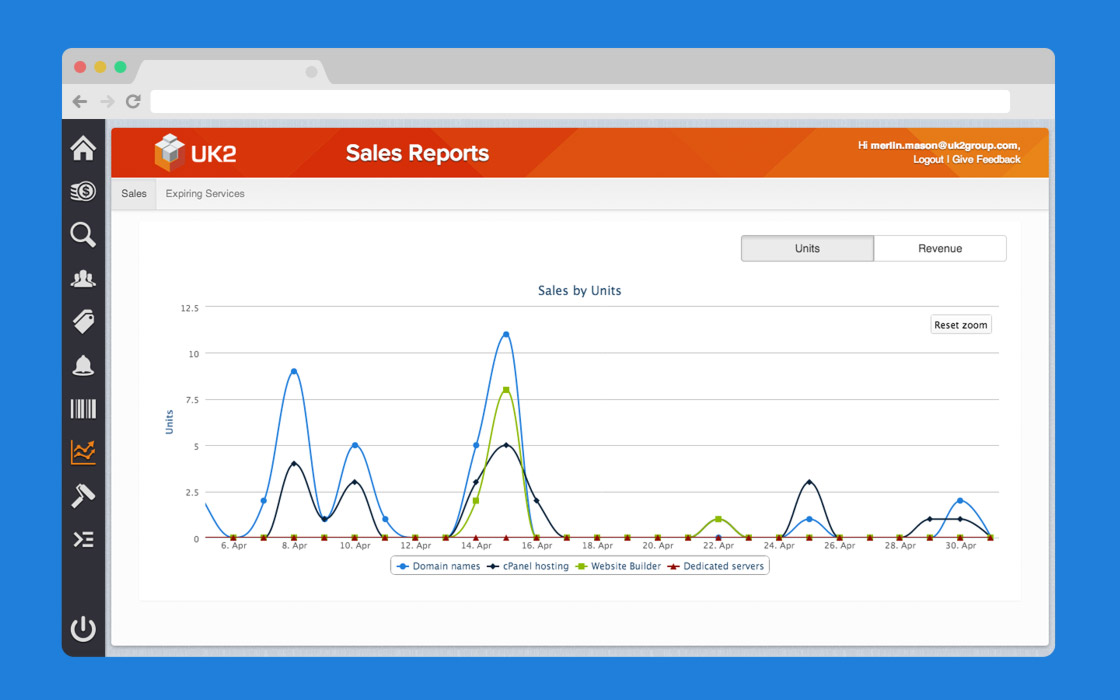 UK2
Sales Reports
Hi merlin.mason@uk2group.com,
Logout | Give Feedback
Sales
Expiring Services
Units
Revenue
Sales by Units
Reset zoom
Units
12.5
10
7.5
5
2.5
0
6. Apr 8. Apr 10. Apr 12. Apr 14. Apr 16. Apr 18. Apr 20. Apr 22. Apr 24. Apr 26. Apr 28. Apr 30. Apr
Domain names cPanel hosting Website Builder Dedicated servers